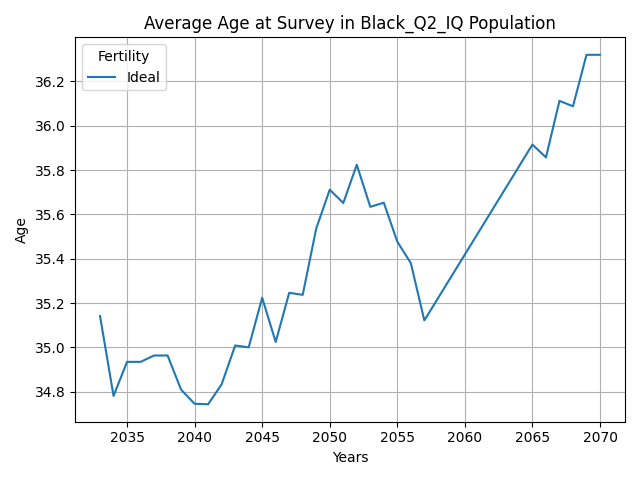 Average Age at Survey in Black_Q2_IQ Population
Fertility
Ideal
Age
36.2
36.0
35.8
35.6
35.4
35.2
35.0
34.8
2035 2040 2045 2050 2055 2060 2065 2070
Years